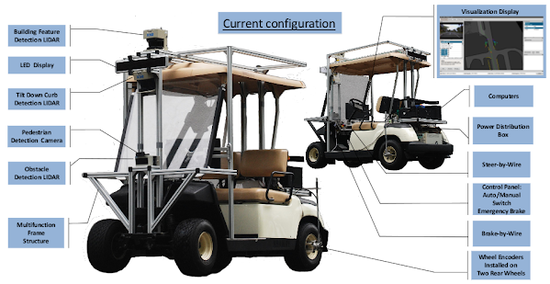 Current configuration
Building Feature
Detection LIDAR
LED Display
Tilt Down Curb
Detection LIDAR
Pedestrian
Detection Camera
Obstacle
Detection LIDAR
Multifunction
Frame
Structure
Visualization Display
Computers
Power Distribution
Box
Steer-by-Wire
Control Panel:
Auto/Manual
Switch
Emergency Brake
Brake-by-Wire
Wheel Encoders
Installed on
Two Rear Wheels